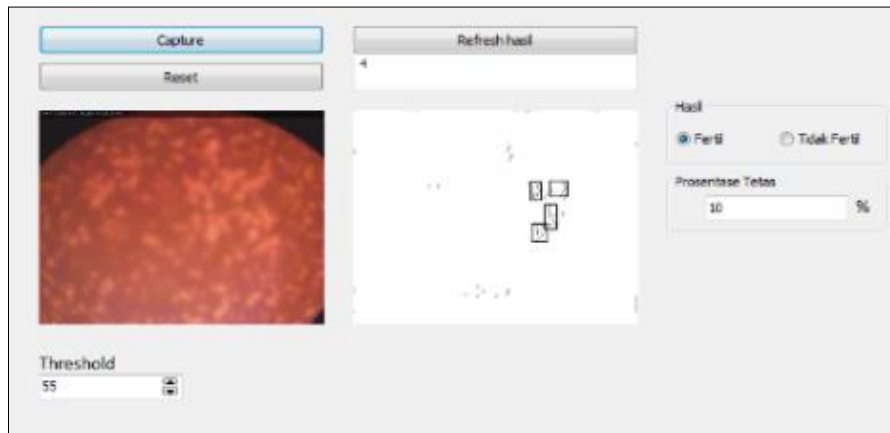 Capture
Refresh hasil
Reset
4
Hasil
Fertil
Tidak Fertil
Prosentase Tetas
10
%
Threshold
55